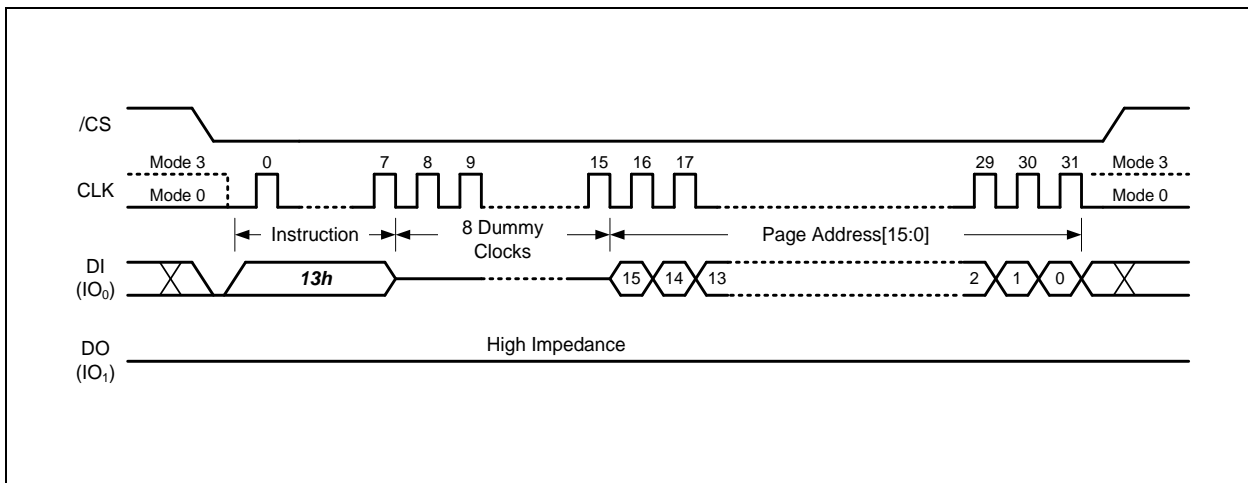 /CS
Mode 3 0 7 8 9 15 16 17 29 30 31 Mode 3
CLK
Mode 0 Mode 0
Instruction 8 Dummy Clocks Page Address[15:0]
DI
(IO₀)
13h 15 14 13 2 1 0
High Impedance
DO
(IO₁)